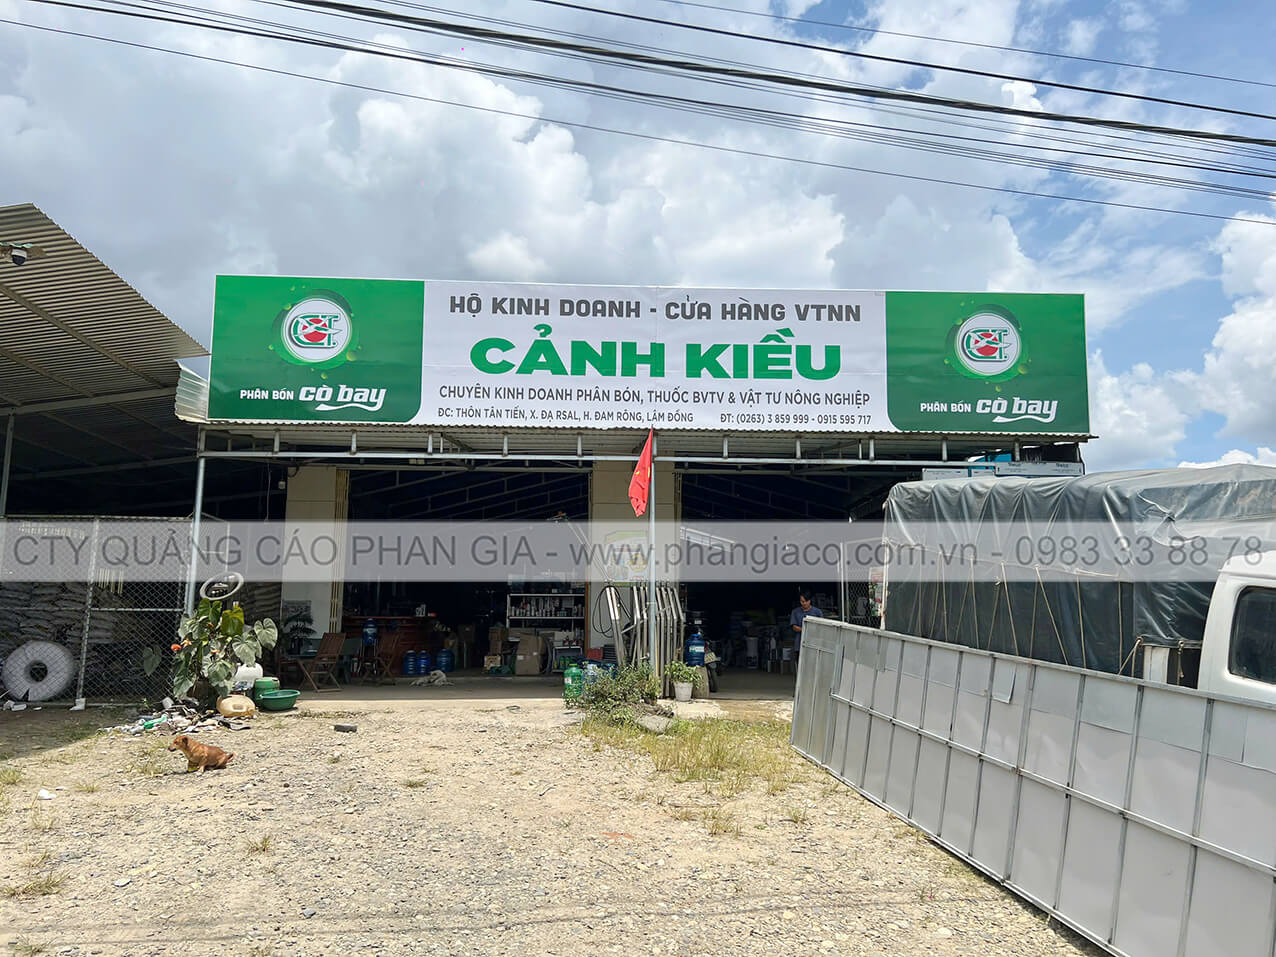 HỘ KINH DOANH - CỬA HÀNG VTNN
CẢNH KIỀU
CHUYÊN KINH DOANH PHÂN BÓN, THUỐC BVTV & VẬT TƯ NÔNG NGHIỆP
ĐC: THÔN TÂN TIẾN, X. ĐẠ RSAL, H. ĐAM RÔNG, LÂM ĐỒNG ĐT: (0263) 3 859 999 - 0915 595 717
PHÂN BÓN cò bay
PHÂN BÓN cò bay
CTY QUẢNG CÁO PHAN GIA - www.phangiaco.com.vn - 0983 33 88 78